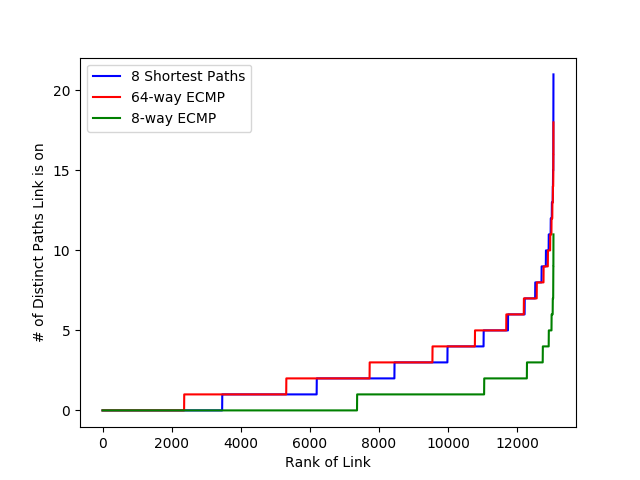 8 Shortest Paths
64-way ECMP
8-way ECMP
# of Distinct Paths Link is on
20
15
10
5
0
0 2000 4000 6000 8000 10000 12000
Rank of Link